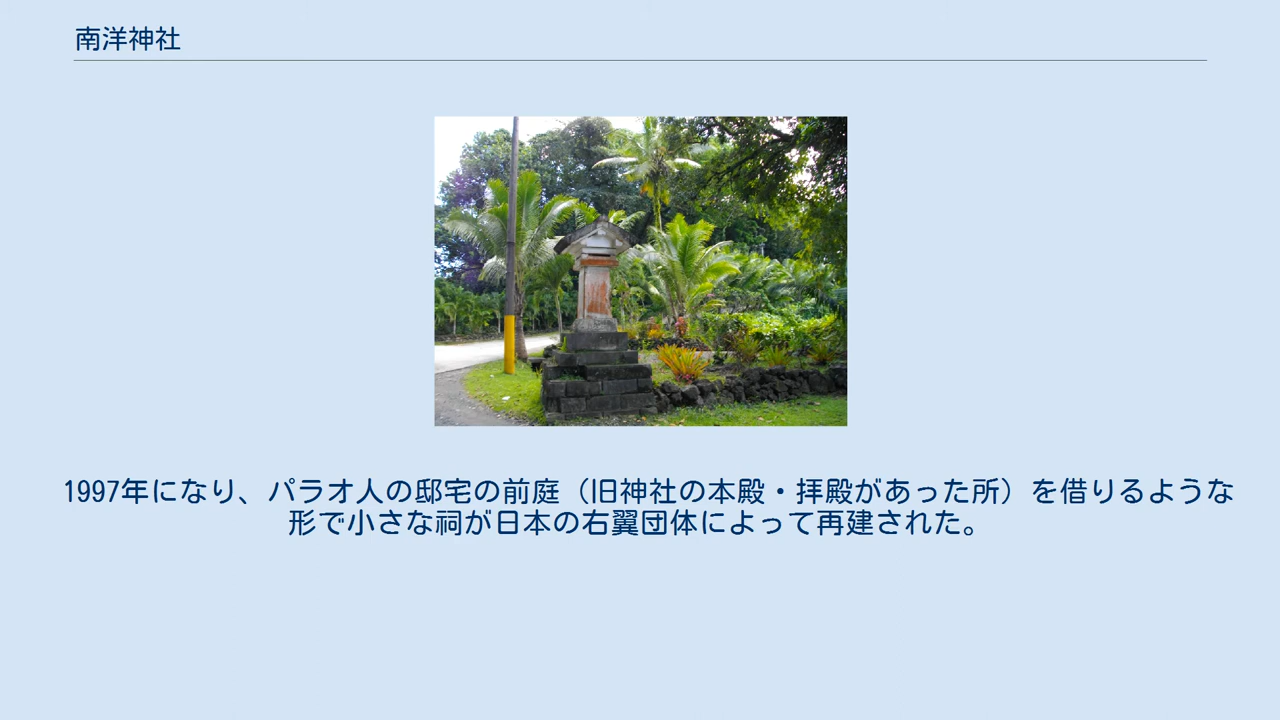 南洋神社
1997年になり、パラオ人の邸宅の前庭（旧神社の本殿・拝殿があった所）を借りるような
形で小さな祠が日本の右翼団体によって再建された。